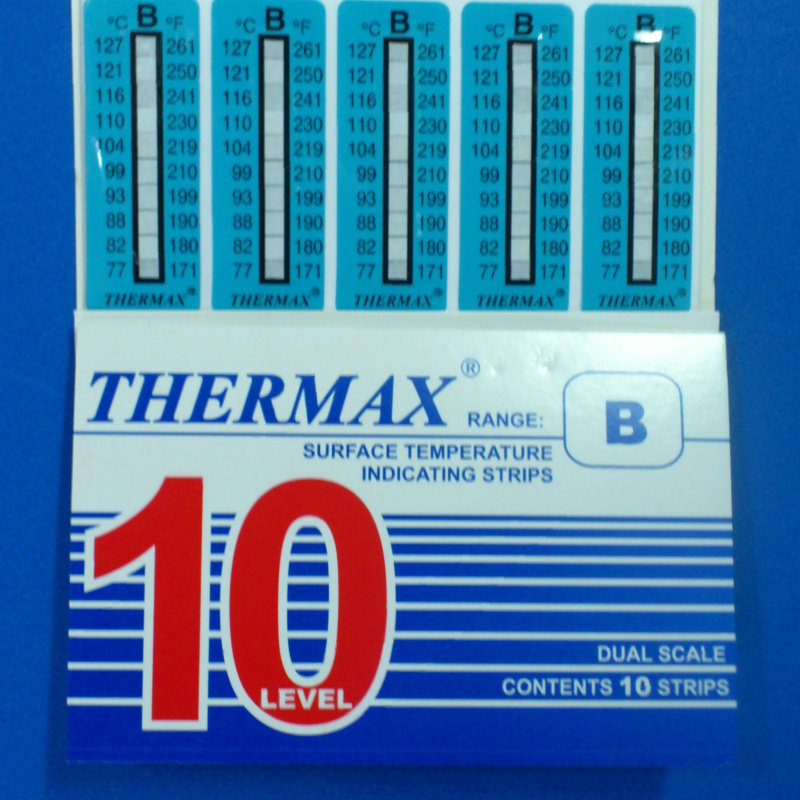 °C B °F °C B °F °C B °F °C B °F °C B °F
127 261 127 261 127 261 127 261 127 261
121 250 121 250 121 250 121 250 121 250
116 241 116 241 116 241 116 241 116 241
110 230 110 230 110 230 110 230 110 230
104 219 104 219 104 219 104 219 104 219
99 210 99 210 99 210 99 210 99 210
93 199 93 199 93 199 93 199 93 199
88 190 88 190 88 190 88 190 88 190
82 180 82 180 82 180 82 180 82 180
77 171 77 171 77 171 77 171 77 171
THERMAX® THERMAX® THERMAX® THERMAX® THERMAX®
THERMAX® RANGE: B
SURFACE TEMPERATURE
INDICATING STRIPS
10
LEVEL
DUAL SCALE
CONTENTS 10 STRIPS